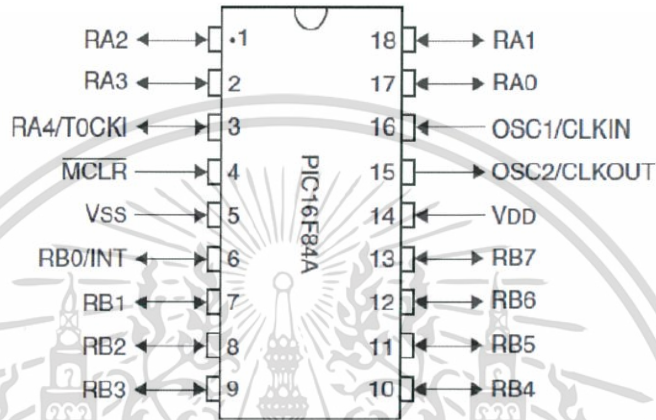 RA2 ·1 18 RA1
RA3 2 17 RA0
RA4/T0CKI 3 16 OSC1/CLKIN
MCLR 4 15 OSC2/CLKOUT
VSS 5 14 VDD
RB0/INT 6 13 RB7
RB1 7 12 RB6
RB2 8 11 RB5
RB3 9 10 RB4
PIC16F84A